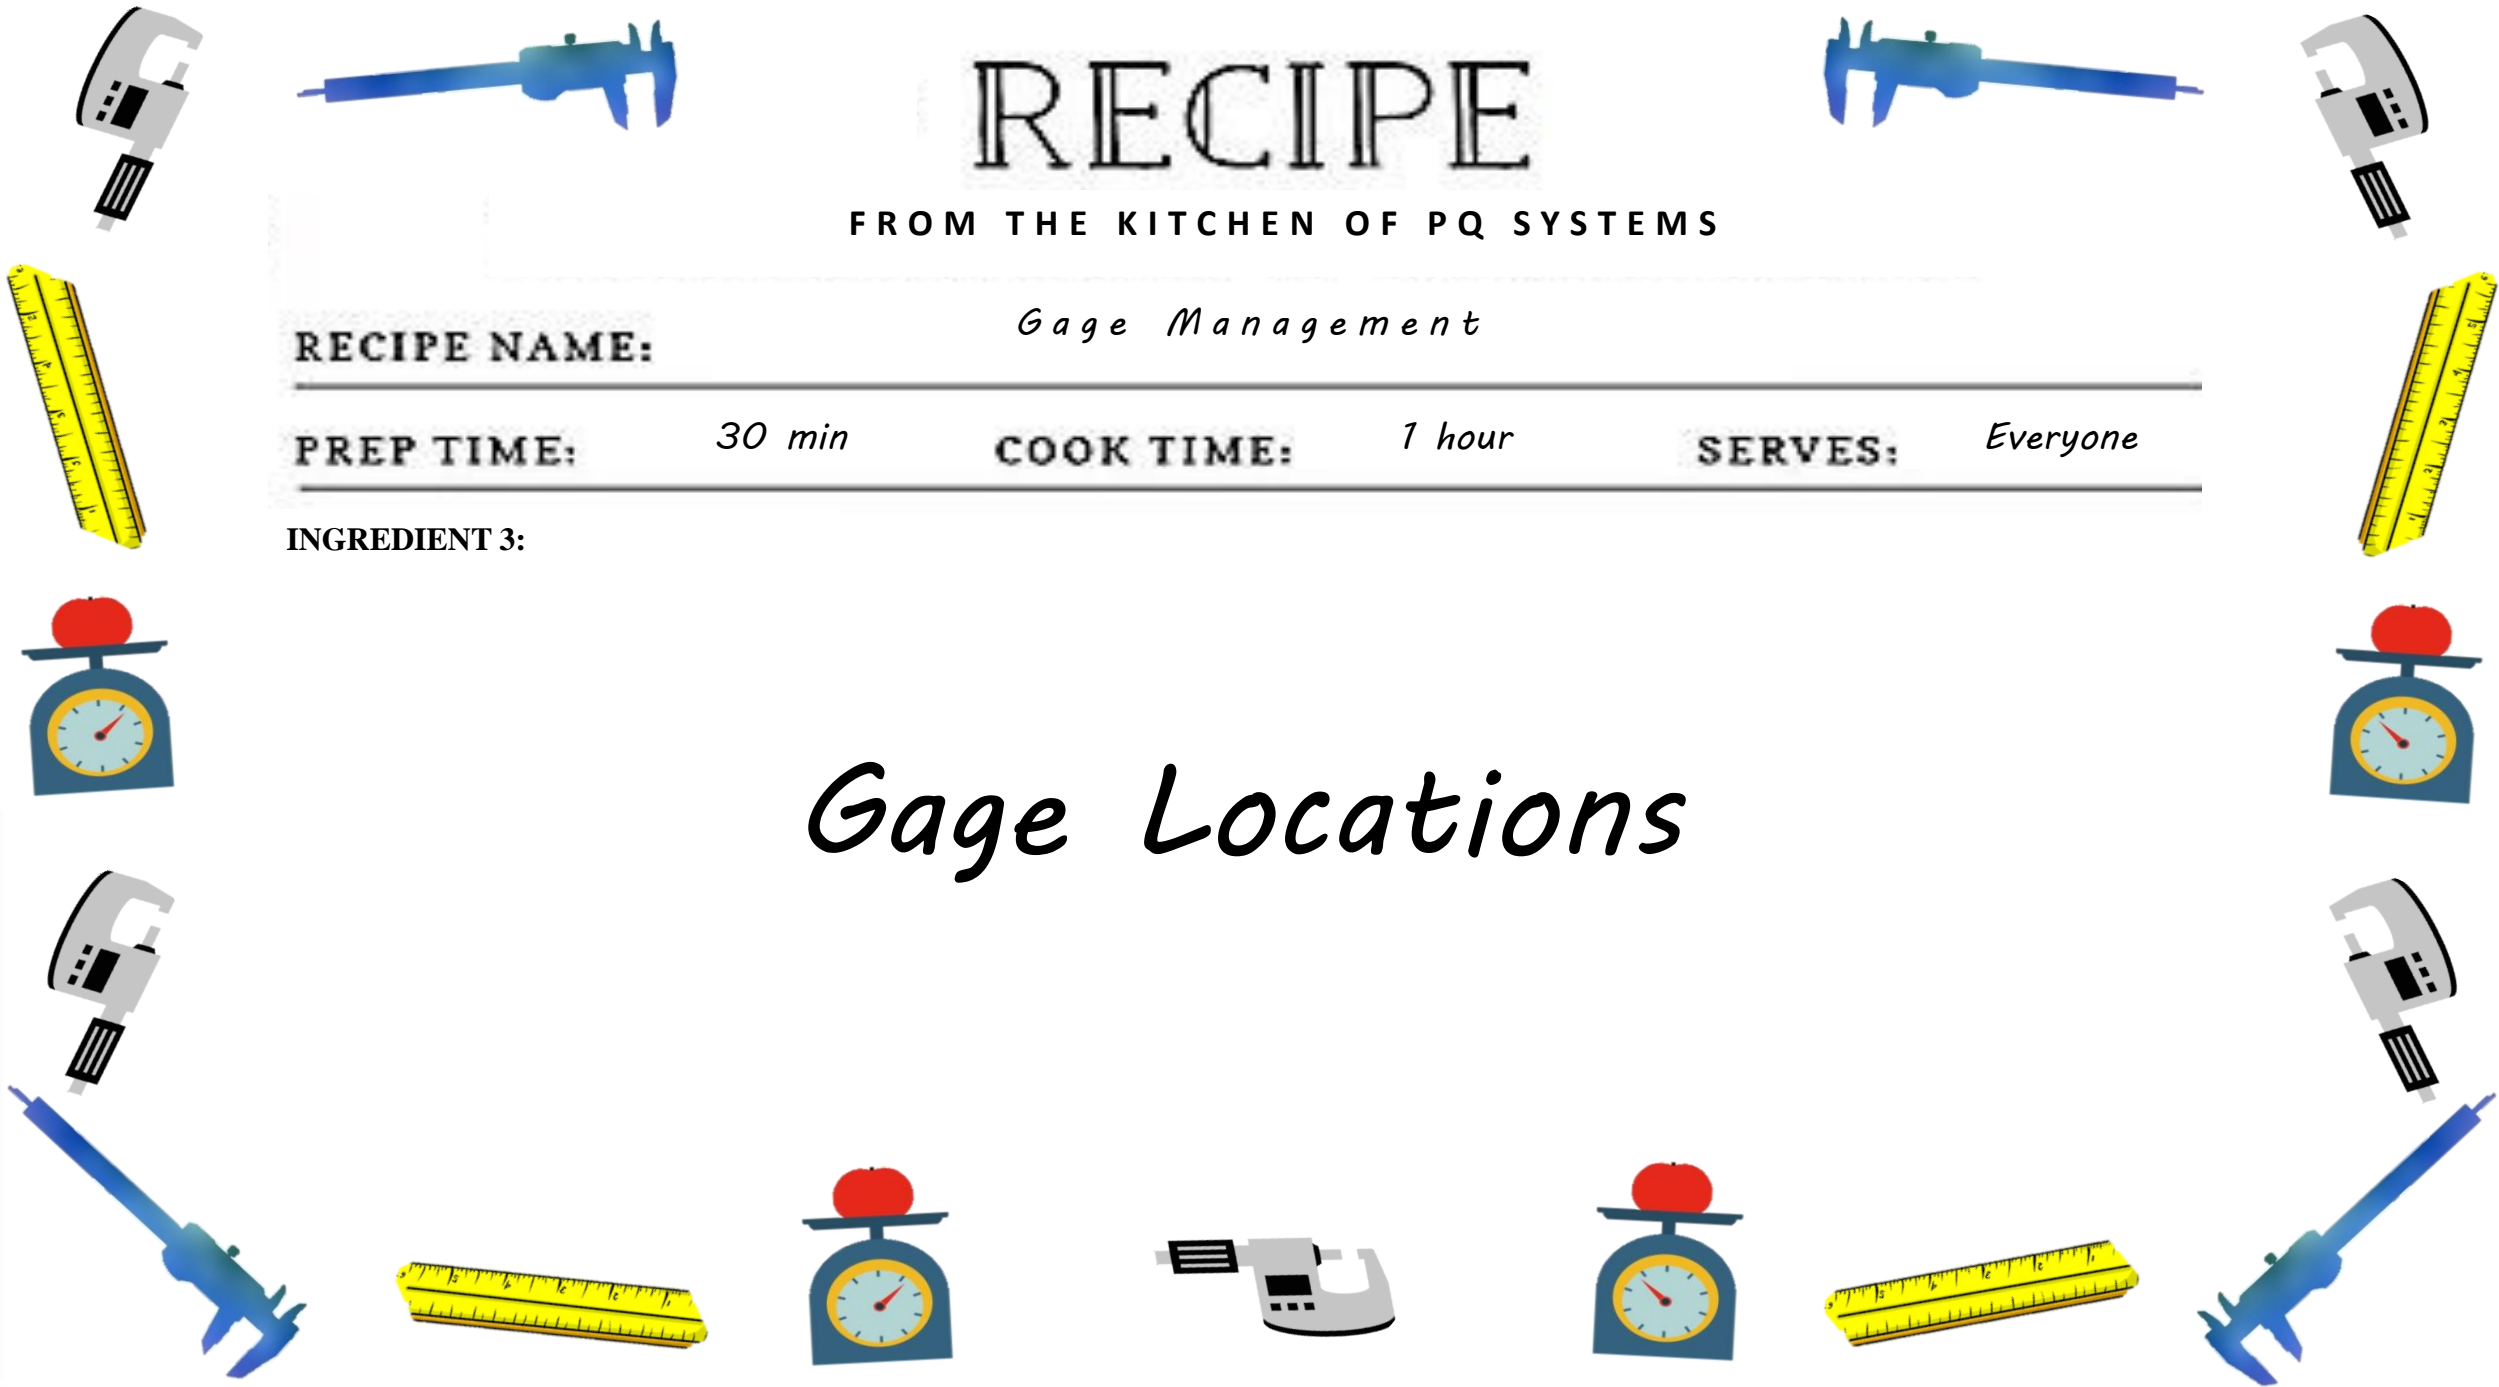 RECIPE
FROM THE KITCHEN OF PQ SYSTEMS
RECIPE NAME: Gage Management
PREP TIME: 30 min COOK TIME: 1 hour SERVES: Everyone
INGREDIENT 3:
Gage Locations